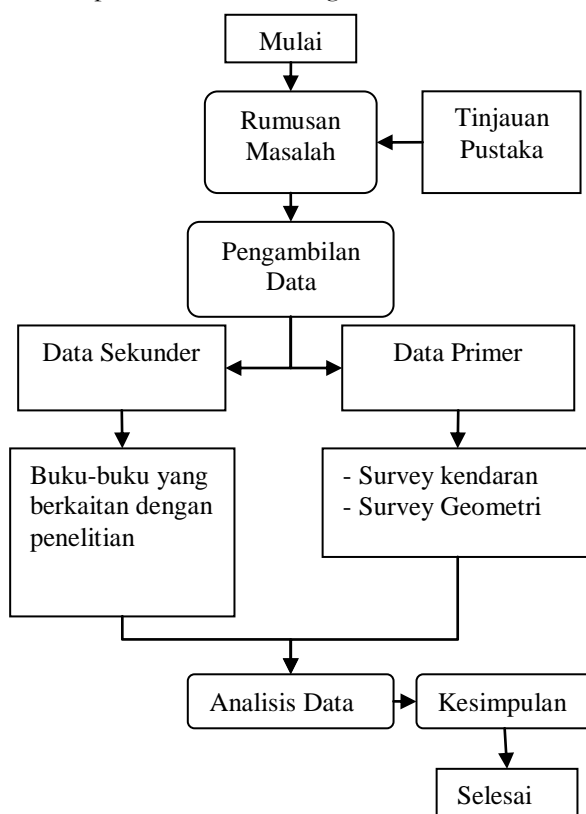 Mulai
Rumusan
Masalah
Tinjauan
Pustaka
Pengambilan
Data
Data Sekunder
Data Primer
Buku-buku yang
berkaitan dengan
penelitian
- Survey kendaran
- Survey Geometri
Analisis Data
Kesimpulan
Selesai